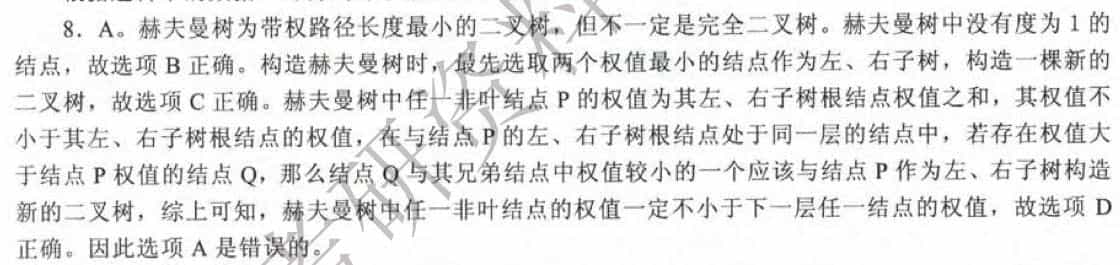 8．A。赫夫曼树为带权路径长度最小的二叉树，但不一定是完全二叉树。赫夫曼树中没有度为 1 的
结点，故选项 B 正确。构造赫夫曼树时，最先选取两个权值最小的结点作为左、右子树，构造一棵新的
二叉树，故选项 C 正确。赫夫曼树中任一非叶结点 P 的权值为其左、右子树根结点权值之和，其权值不
小于其左、右子树根结点的权值，在与结点 P 的左、右子树根结点处于同一层的结点中，若存在权值大
于结点 P 权值的结点 Q，那么结点 Q 与其兄弟结点中权值较小的一个应该与结点 P 作为左、右子树构造
新的二叉树，综上可知，赫夫曼树中任一非叶结点的权值一定不小于下一层任一结点的权值，故选项 D
正确。因此选项 A 是错误的。
考研资料